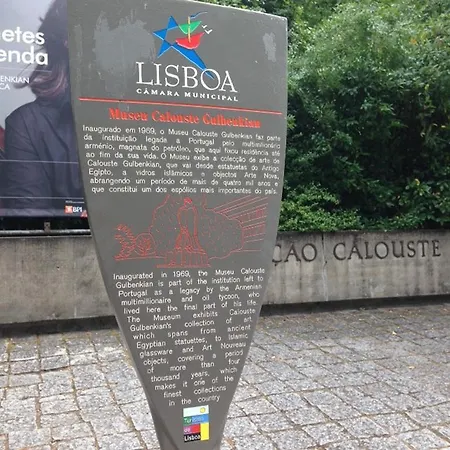 etes
enda
ENKIAN
CA
BPI
LISBOA
CÂMARA MUNICIPAL
Museu Calouste Gulbenkian
Inaugurado em 1969, o Museu Calouste Gulbenkian faz parte
da instituição legada a Portugal pelo multimilionário
arménio, magnata do petróleo, que aqui fixou residência até
ao fim da sua vida. O Museu exibe a colecção de arte de
Calouste Gulbenkian, que vai desde estatuetas do Antigo
Egipto, a vidros islâmicos e objectos Arte Nova,
abrangendo um período de mais de quatro mil anos e
que constitui um dos espólios mais importantes do país.
Inaugurated in 1969, the Museu Calouste
Gulbenkian is part of the institution left to
Portugal as a legacy by the Armenian
multimillionaire and oil tycoon, who
lived here the final part of his life.
The Museum exhibits Calouste
Gulbenkian's collection of art,
which spans from ancient
Egyptian statuettes, to Islamic
glassware and Art Nouveau
objects, covering a period
of more than four
thousand years, which
makes it one of the
finest collections
in the country
Turismo
de
Lisboa
ÇÃO CALOUSTE